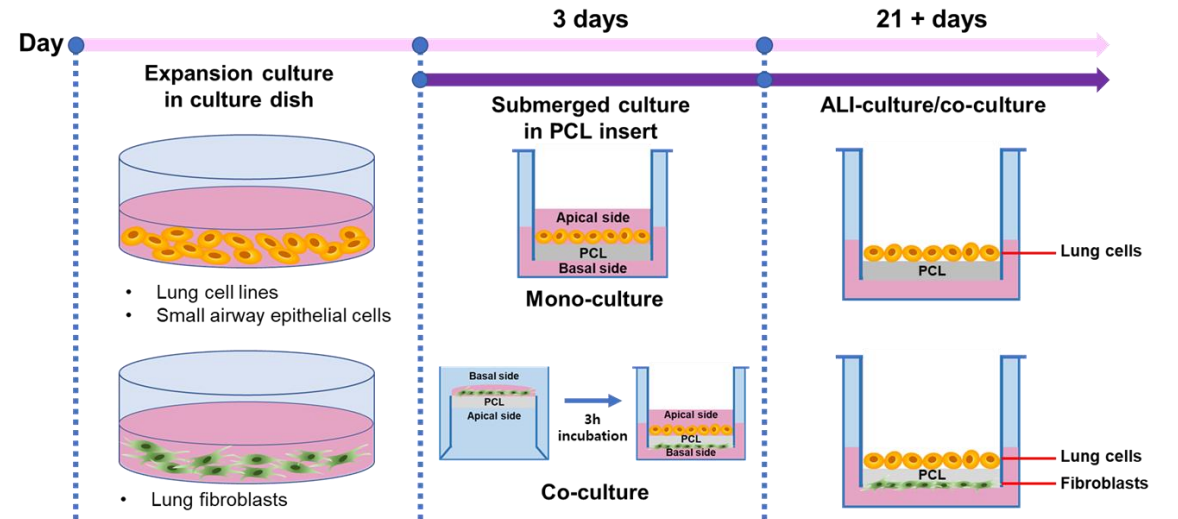 3 days
21 + days
Day
Expansion culture
in culture dish
Submerged culture
in PCL insert
ALI-culture/co-culture
Apical side
PCL
Basal side
Mono-culture
Lung cells
PCL
• Lung cell lines
• Small airway epithelial cells
Basal side
PCL
Apical side
3h
incubation
Apical side
PCL
Basal side
Co-culture
Lung cells
PCL
Fibroblasts
• Lung fibroblasts